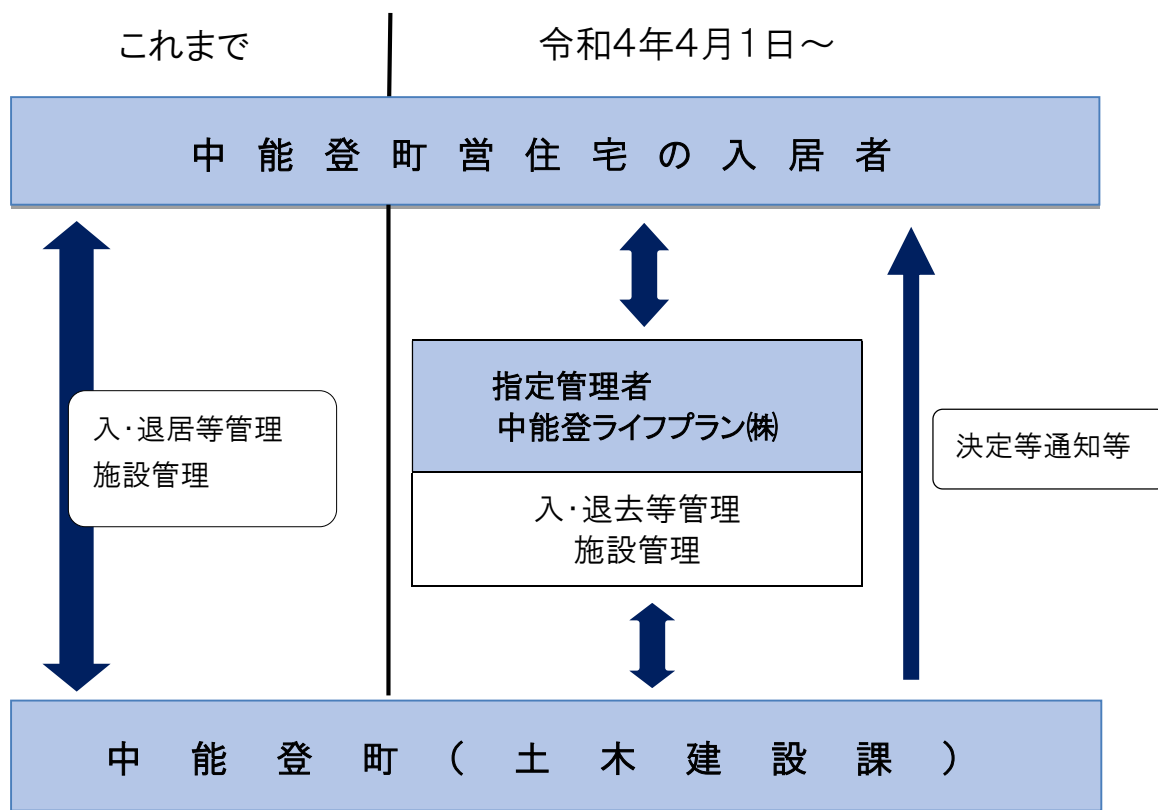 これまで
令和4年4月1日～
中能登町営住宅の入居者
指定管理者
中能登ライフプラン㈱
入・退居等管理
施設管理
決定等通知等
入・退去等管理
施設管理
中能登町(土木建設課)